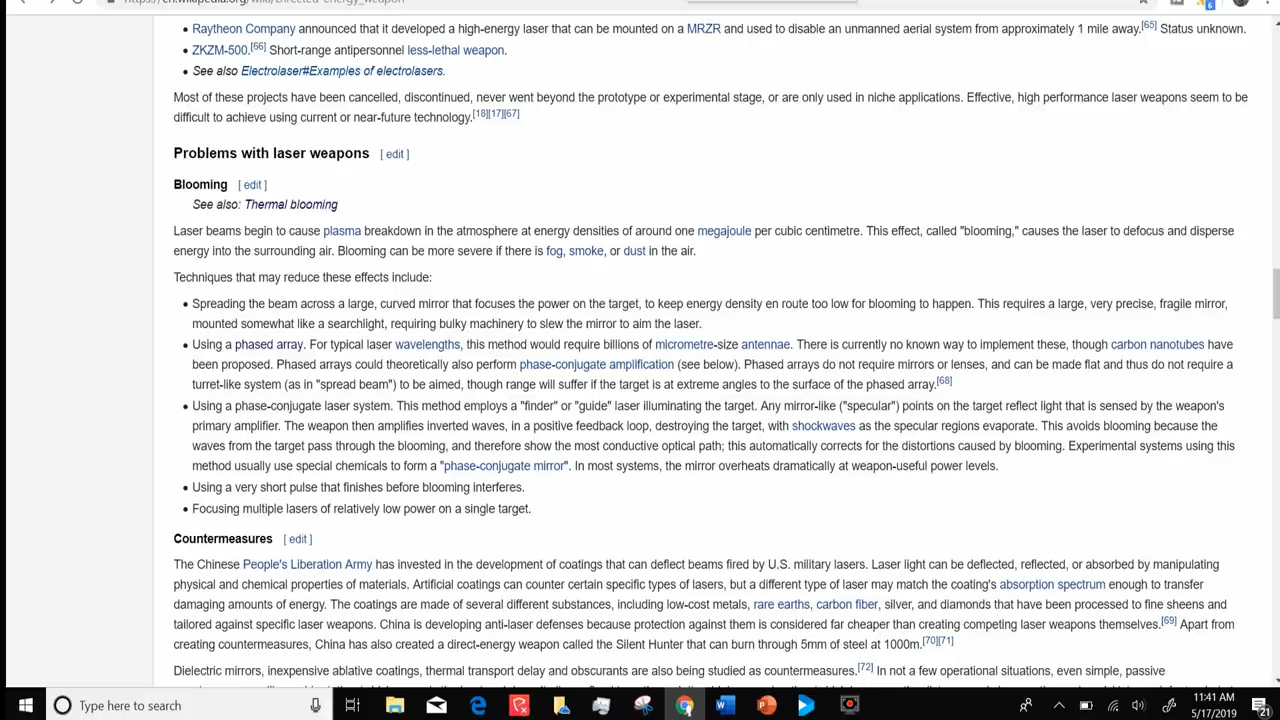 https://en.wikipedia.org/wiki/Directed-energy_weapon
6
• Raytheon Company announced that it developed a high-energy laser that can be mounted on a MRZR and used to disable an unmanned aerial system from approximately 1 mile away.[65] Status unknown.
• ZKZM-500.[66] Short-range antipersonnel less-lethal weapon.
• See also Electrolaser#Examples of electrolasers.
Most of these projects have been cancelled, discontinued, never went beyond the prototype or experimental stage, or are only used in niche applications. Effective, high performance laser weapons seem to be
difficult to achieve using current or near-future technology.[18][17][67]
Problems with laser weapons [ edit ]
Blooming [ edit ]
See also: Thermal blooming
Laser beams begin to cause plasma breakdown in the atmosphere at energy densities of around one megajoule per cubic centimetre. This effect, called "blooming," causes the laser to defocus and disperse
energy into the surrounding air. Blooming can be more severe if there is fog, smoke, or dust in the air.
Techniques that may reduce these effects include:
• Spreading the beam across a large, curved mirror that focuses the power on the target, to keep energy density en route too low for blooming to happen. This requires a large, very precise, fragile mirror,
mounted somewhat like a searchlight, requiring bulky machinery to slew the mirror to aim the laser.
• Using a phased array. For typical laser wavelengths, this method would require billions of micrometre-size antennae. There is currently no known way to implement these, though carbon nanotubes have
been proposed. Phased arrays could theoretically also perform phase-conjugate amplification (see below). Phased arrays do not require mirrors or lenses, and can be made flat and thus do not require a
turret-like system (as in "spread beam") to be aimed, though range will suffer if the target is at extreme angles to the surface of the phased array.[68]
• Using a phase-conjugate laser system. This method employs a "finder" or "guide" laser illuminating the target. Any mirror-like ("specular") points on the target reflect light that is sensed by the weapon's
primary amplifier. The weapon then amplifies inverted waves, in a positive feedback loop, destroying the target, with shockwaves as the specular regions evaporate. This avoids blooming because the
waves from the target pass through the blooming, and therefore show the most conductive optical path; this automatically corrects for the distortions caused by blooming. Experimental systems using this
method usually use special chemicals to form a "phase-conjugate mirror". In most systems, the mirror overheats dramatically at weapon-useful power levels.
• Using a very short pulse that finishes before blooming interferes.
• Focusing multiple lasers of relatively low power on a single target.
Countermeasures [ edit ]
The Chinese People's Liberation Army has invested in the development of coatings that can deflect beams fired by U.S. military lasers. Laser light can be deflected, reflected, or absorbed by manipulating
physical and chemical properties of materials. Artificial coatings can counter certain specific types of lasers, but a different type of laser may match the coating's absorption spectrum enough to transfer
damaging amounts of energy. The coatings are made of several different substances, including low-cost metals, rare earths, carbon fiber, silver, and diamonds that have been processed to fine sheens and
tailored against specific laser weapons. China is developing anti-laser defenses because protection against them is considered far cheaper than creating competing laser weapons themselves.[69] Apart from
creating countermeasures, China has also created a direct-energy weapon called the Silent Hunter that can burn through 5mm of steel at 1000m.[70][71]
Dielectric mirrors, inexpensive ablative coatings, thermal transport delay and obscurants are also being studied as countermeasures.[72] In not a few operational situations, even simple, passive
Type here to search
11:41 AM
5/17/2019
21